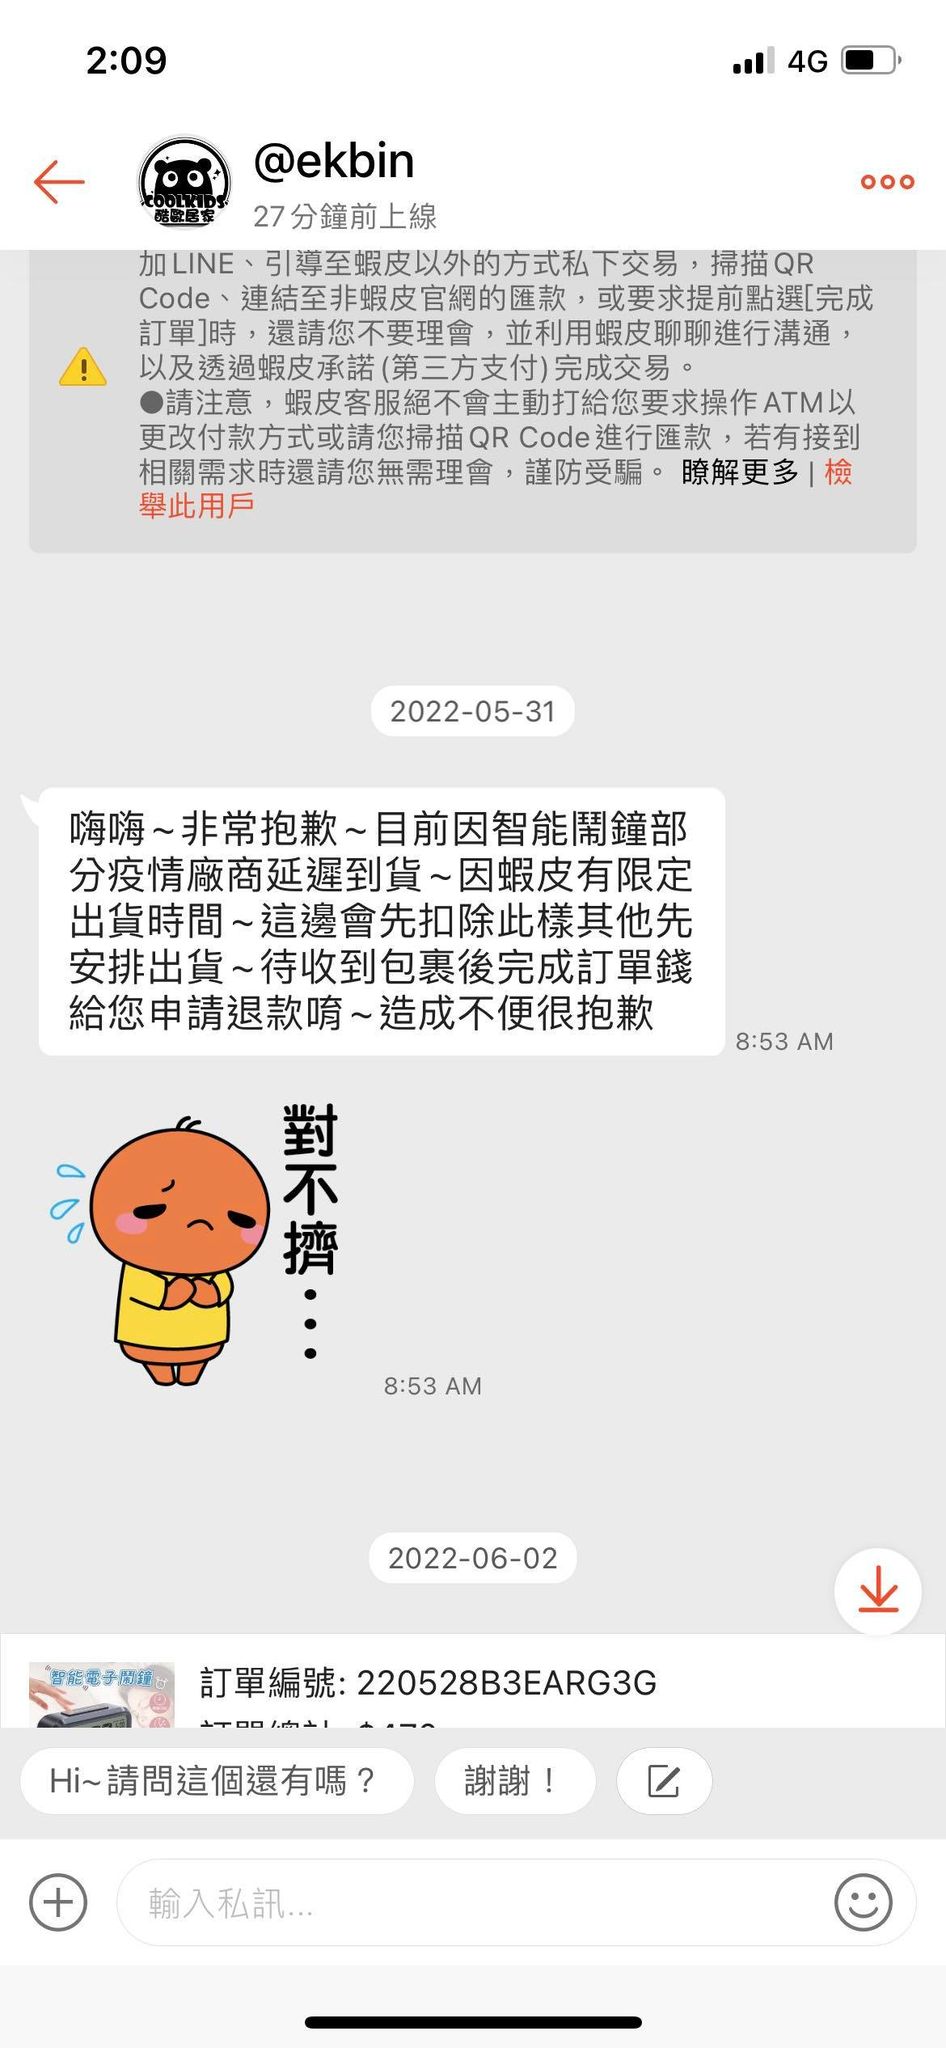 2:09
4G
COOLKIDS
酷歐居家
@ekbin
27分鐘前上線
加LINE、引導至蝦皮以外的方式私下交易，掃描QR
Code、連結至非蝦皮官網的匯款，或要求提前點選[完成
訂單]時，還請您不要理會，並利用蝦皮聊聊進行溝通，
以及透過蝦皮承諾(第三方支付)完成交易。
●請注意，蝦皮客服絕不會主動打給您要求操作ATM以
更改付款方式或請您掃描QR Code進行匯款，若有接到
相關需求時還請您無需理會，謹防受騙。 瞭解更多 | 檢
舉此用戶
2022-05-31
嗨嗨~非常抱歉~目前因智能鬧鐘部
分疫情廠商延遲到貨~因蝦皮有限定
出貨時間~這邊會先扣除此樣其他先
安排出貨~待收到包裹後完成訂單錢
給您申請退款唷~造成不便很抱歉
8:53 AM
對不擠...
8:53 AM
2022-06-02
智能電子鬧鐘
訂單編號: 220528B3EARG3G
Hi~請問這個還有嗎？
謝謝！
輸入私訊...